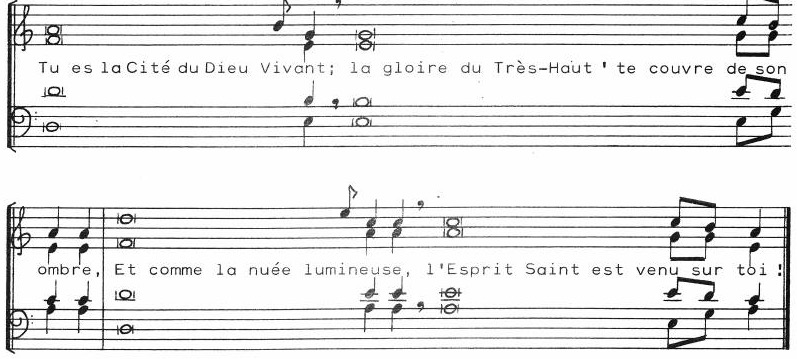 Tu es la Cité du Dieu Vivant; la gloire du Très-Haut ' te couvre de son
ombre, Et comme la nuée lumineuse, l'Esprit Saint est venu sur toi !